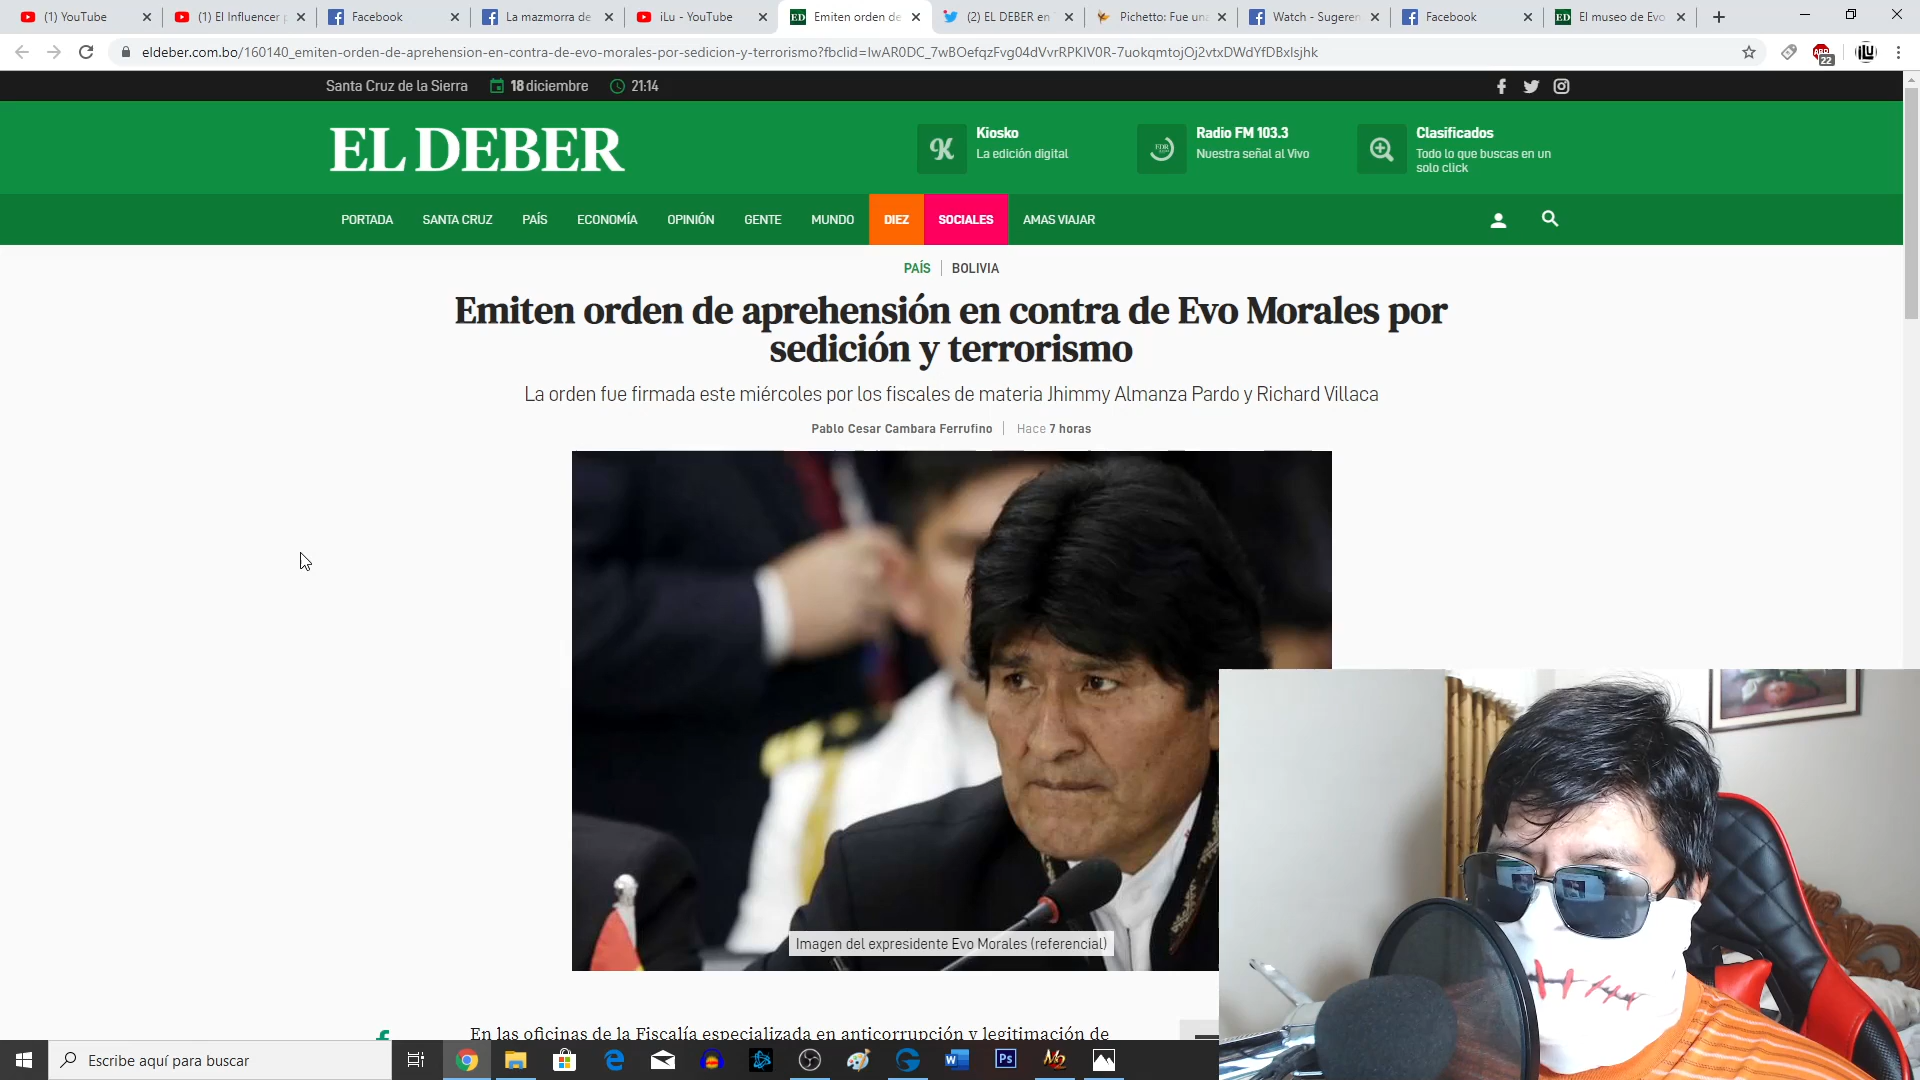 (1) YouTube
(1) El Influencer p
Facebook
La mazmorra de
iLu - YouTube
Emiten orden de
(2) EL DEBER en
Pichetto: Fue una
Watch - Sugeren
Facebook
El museo de Evo
eldeber.com.bo/160140_emiten-orden-de-aprehension-en-contra-de-evo-morales-por-sedicion-y-terrorismo?fbclid=IwAR0DC_7wBOefqzFvg04dVvrRPKIV0R-7uokqmtojOj2vtxDWdYfDBxlsjhk
22
Santa Cruz de la Sierra 18 diciembre 21:14
EL DEBER
Kiosko
La edición digital
Radio FM 103.3
Nuestra señal al Vivo
Clasificados
Todo lo que buscas en un
solo click
PORTADA SANTA CRUZ PAÍS ECONOMÍA OPINIÓN GENTE MUNDO DIEZ SOCIALES AMAS VIAJAR
PAÍS | BOLIVIA
Emiten orden de aprehensión en contra de Evo Morales por
sedición y terrorismo
La orden fue firmada este miércoles por los fiscales de materia Jhimmy Almanza Pardo y Richard Villaca
Pablo Cesar Cambara Ferrufino | Hace 7 horas
Imagen del expresidente Evo Morales (referencial)
En las oficinas de la Fiscalía especializada en anticorrupción y legitimación de
Escribe aquí para buscar